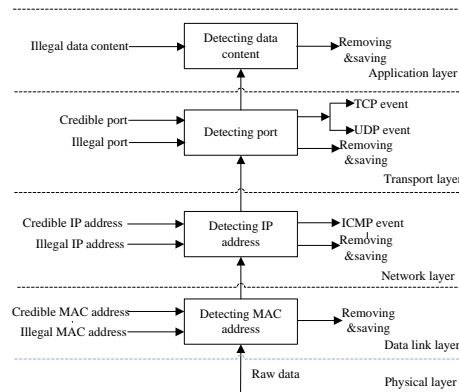 Illegal data content
Detecting data
content
Removing
&saving
Application layer
Credible port
Illegal port
Detecting port
TCP event
UDP event
Removing
&saving
Transport layer
Credible IP address
Illegal IP address
Detecting IP
address
ICMP event
Removing
&saving
Network layer
Credible MAC address
Illegal MAC address
Detecting MAC
address
Removing
&saving
Data link layer
Raw data
Physical layer